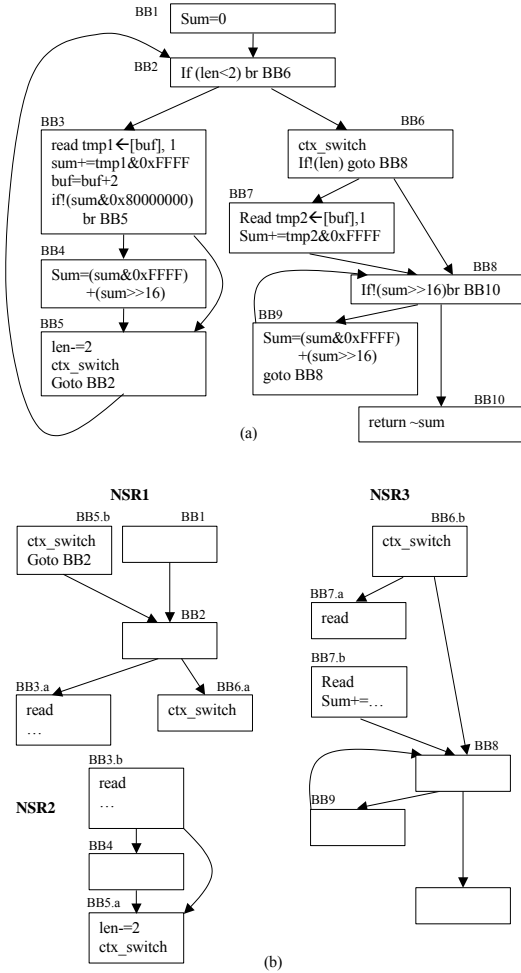 BB1
Sum=0
BB2
If (len<2) br BB6
BB3
read tmp1←[buf], 1
sum+=tmp1&0xFFFF
buf=buf+2
if!(sum&0x80000000)
br BB5
BB4
Sum=(sum&0xFFFF)
+(sum>>16)
BB5
len-=2
ctx_switch
Goto BB2
BB6
ctx_switch
If!(len) goto BB8
BB7
Read tmp2←[buf],1
Sum+=tmp2&0xFFFF
BB8
If!(sum>>16)br BB10
BB9
Sum=(sum&0xFFFF)
+(sum>>16)
goto BB8
BB10
return ~sum
(a)
NSR1
BB5.b
ctx_switch
Goto BB2
BB1
BB2
BB3.a
read
…
BB6.a
ctx_switch
NSR2
BB3.b
read
…
BB4
BB5.a
len-=2
ctx_switch
NSR3
BB6.b
ctx_switch
BB7.a
read
BB7.b
Read
Sum+=…
BB8
BB9
(b)